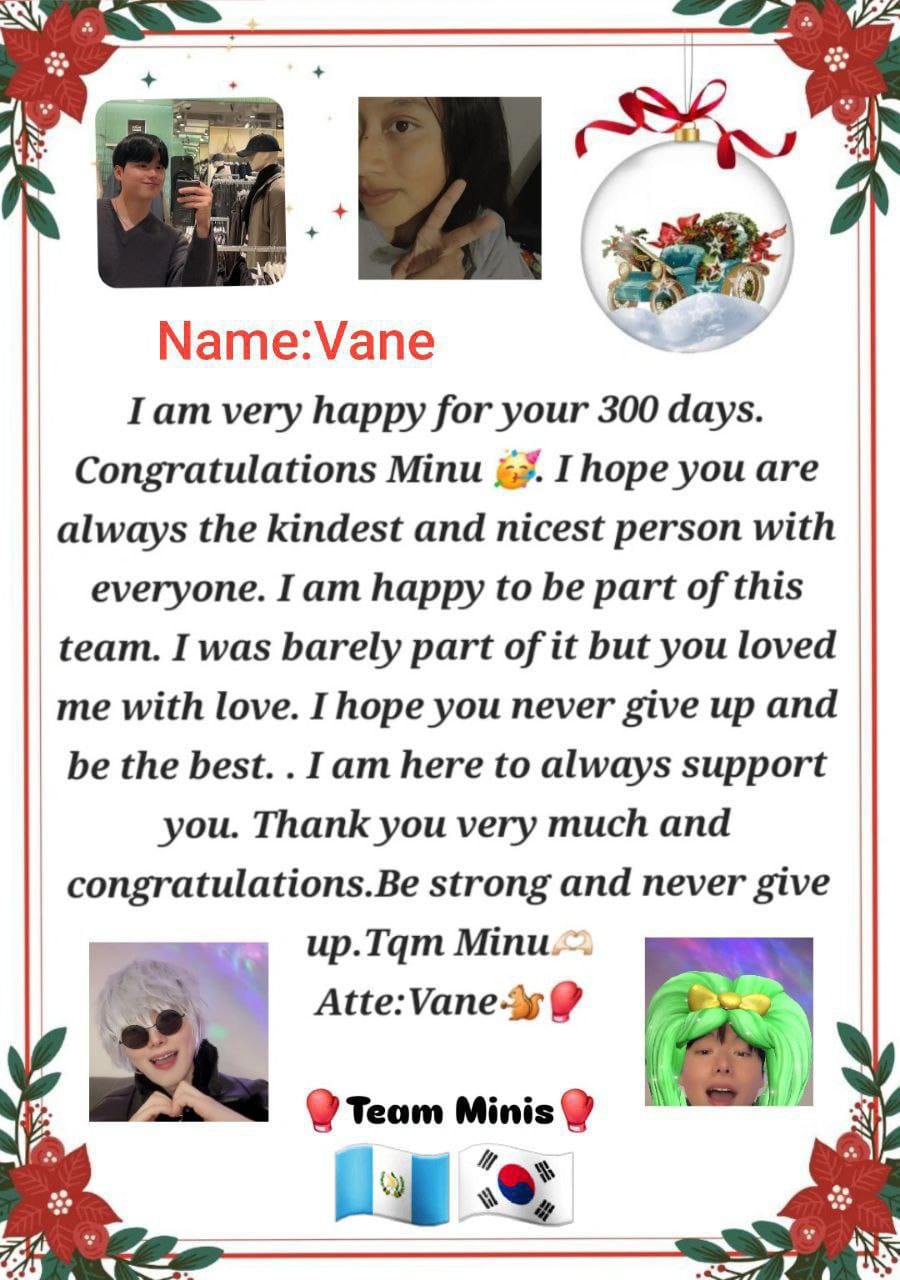 Name:Vane
I am very happy for your 300 days.
Congratulations Minu 🥳. I hope you are
always the kindest and nicest person with
everyone. I am happy to be part of this
team. I was barely part of it but you loved
me with love. I hope you never give up and
be the best. . I am here to always support
you. Thank you very much and
congratulations.Be strong and never give
up.Tqm Minu🫶🏻
Atte:Vane🐿️🥊
🥊Team Minis🥊
🇬🇹🇰🇷